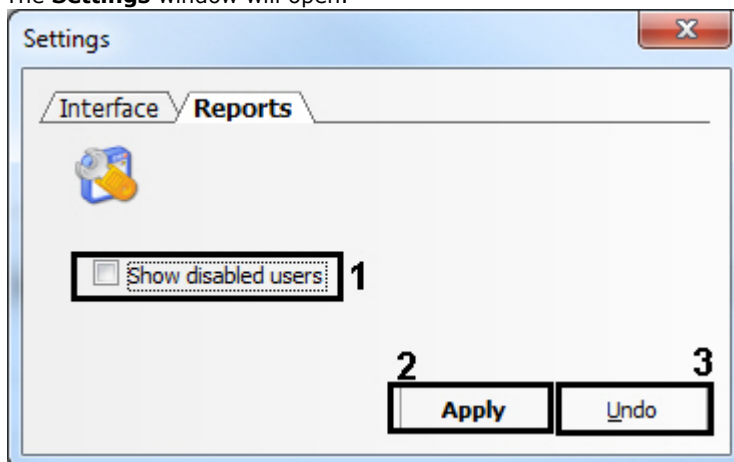 The Settings window will open.
Settings
Interface Reports
Show disabled users 1
2 3
Apply Undo